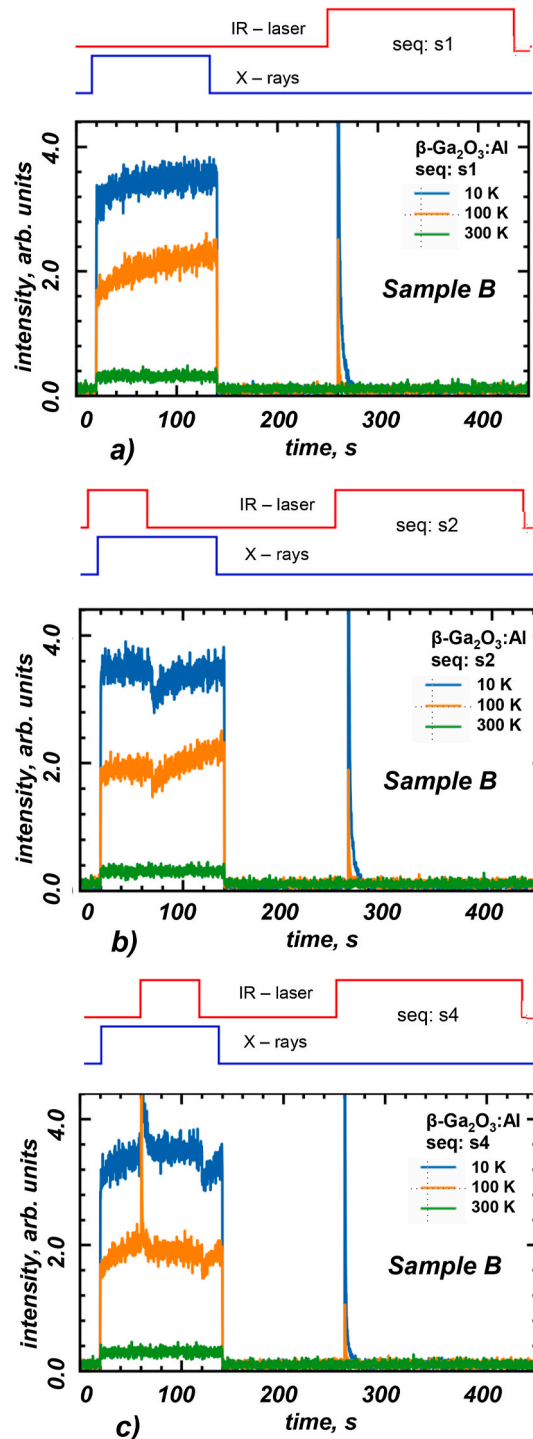 IR – laser
seq: s1
X – rays
β-Ga2O3:Al
seq: s1
10 K
100 K
300 K
Sample B
intensity, arb. units
4.0
2.0
0.0
0 100 200 300 400
a)
time, s
IR – laser
seq: s2
X – rays
β-Ga2O3:Al
seq: s2
10 K
100 K
300 K
Sample B
intensity, arb. units
4.0
2.0
0.0
0 100 200 300 400
b)
time, s
IR – laser
seq: s4
X – rays
β-Ga2O3:Al
seq: s4
10 K
100 K
300 K
Sample B
intensity, arb. units
4.0
2.0
0.0
0 100 200 300 400
c)
time, s